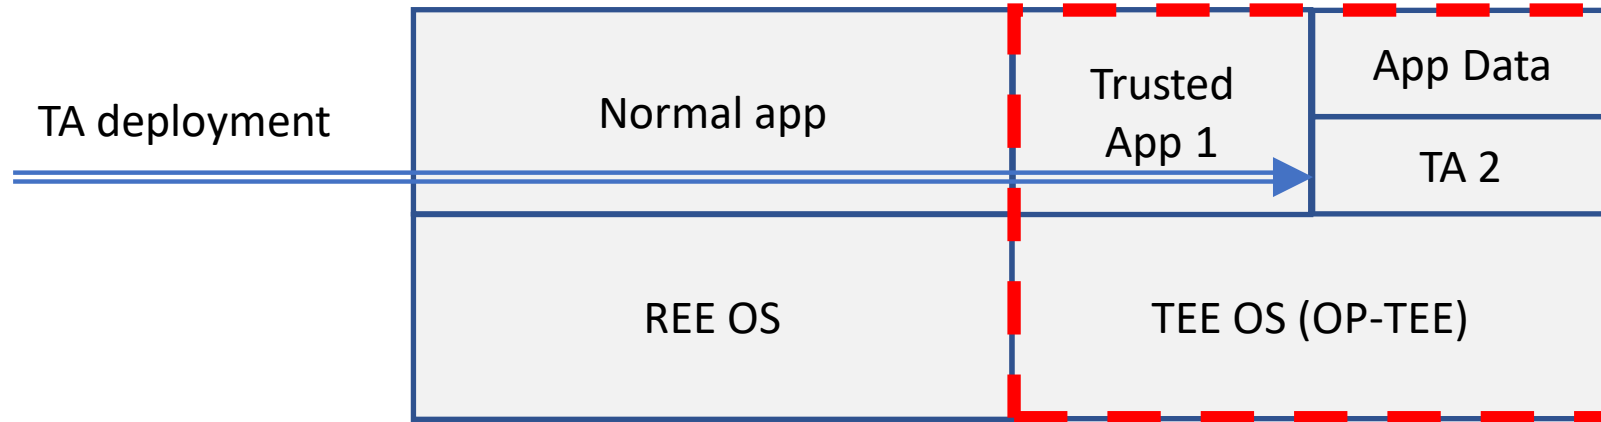 TA deployment
Normal app
Trusted
App 1
App Data
TA 2
REE OS
TEE OS (OP-TEE)